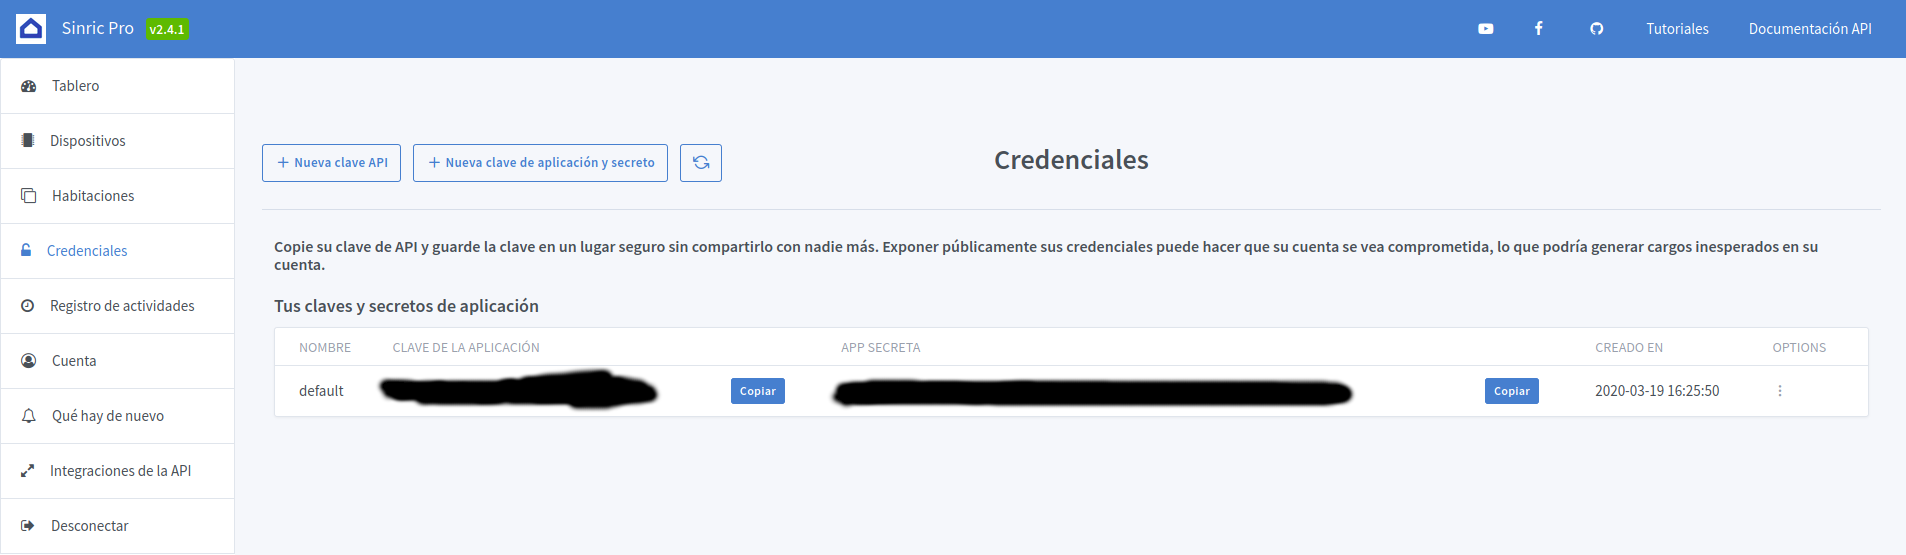 Sinric Pro v2.4.1
Tutoriales Documentación API
Tablero
Dispositivos
Habitaciones
Credenciales
Registro de actividades
Cuenta
Qué hay de nuevo
Integraciones de la API
Desconectar
+ Nueva clave API + Nueva clave de aplicación y secreto
Credenciales
Copie su clave de API y guarde la clave en un lugar seguro sin compartirlo con nadie más. Exponer públicamente sus credenciales puede hacer que su cuenta se vea comprometida, lo que podría generar cargos inesperados en su
cuenta.
Tus claves y secretos de aplicación
NOMBRE CLAVE DE LA APLICACIÓN APP SECRETA CREADO EN OPTIONS
default Copiar Copiar 2020-03-19 16:25:50